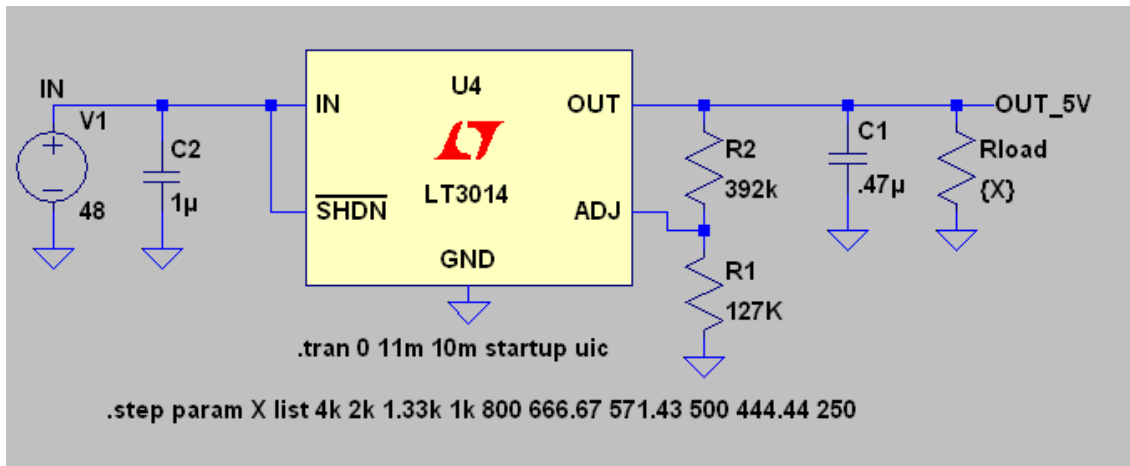 IN
V1
48
C2
1µ
U4
IN
OUT
LT3014
SHDN
ADJ
GND
R2
392k
R1
127K
C1
.47µ
Rload
{X}
OUT_5V
.tran 0 11m 10m startup uic
.step param X list 4k 2k 1.33k 1k 800 666.67 571.43 500 444.44 250